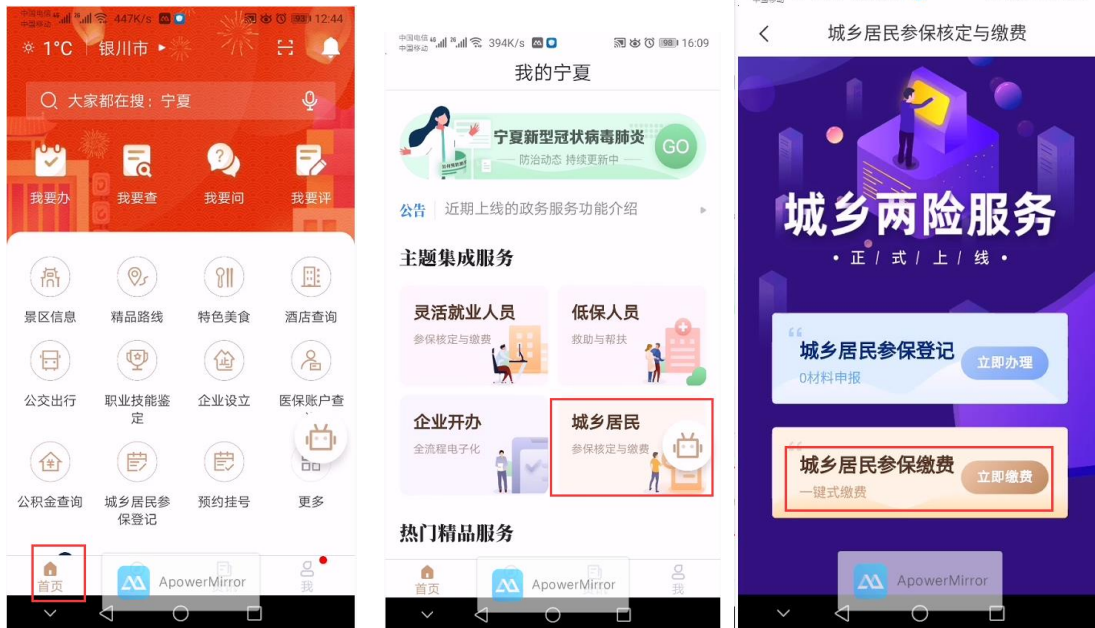 中国电信
中国移动
447K/s
98
12:44
1°C
银川市
大家都在搜：宁夏
我要办
我要查
我要问
我要评
景区信息
精品路线
特色美食
酒店查询
公交出行
职业技能鉴定
企业设立
医保账户查
公积金查询
城乡居民参保登记
预约挂号
更多
首页
ApowerMirror
我
中国电信
中国移动
394K/s
98
16:09
我的宁夏
宁夏新型冠状病毒肺炎
防治动态 持续更新中
GO
公告
近期上线的政务服务功能介绍
主题集成服务
灵活就业人员
参保核定与缴费
低保人员
救助与帮扶
企业开办
全流程电子化
城乡居民
参保核定与缴费
热门精品服务
首页
ApowerMirror
我
城乡居民参保核定与缴费
城乡两险服务
·正/式/上/线·
城乡居民参保登记
0材料申报
立即办理
城乡居民参保缴费
一键式缴费
立即缴费
ApowerMirror